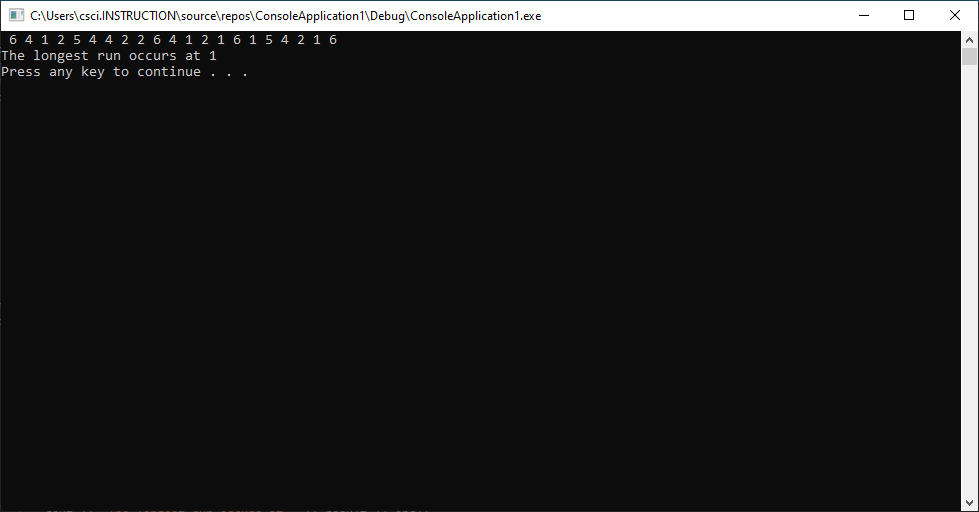 C:\Users\csci.INSTRUCTION\source\repos\ConsoleApplication1\Debug\ConsoleApplication1.exe
6 4 1 2 5 4 4 2 2 6 4 1 2 1 6 1 5 4 2 1 6
The longest run occurs at 1
Press any key to continue . . .